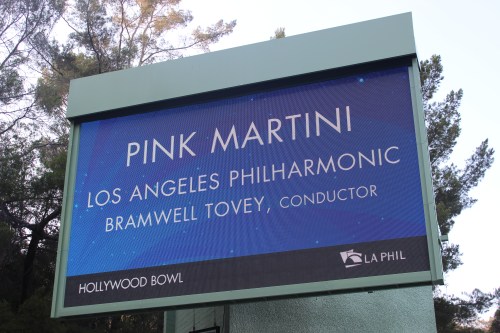 PINK MARTINI
LOS ANGELES PHILHARMONIC
BRAMWELL TOVEY, CONDUCTOR
LA PHIL
HOLLYWOOD BOWL